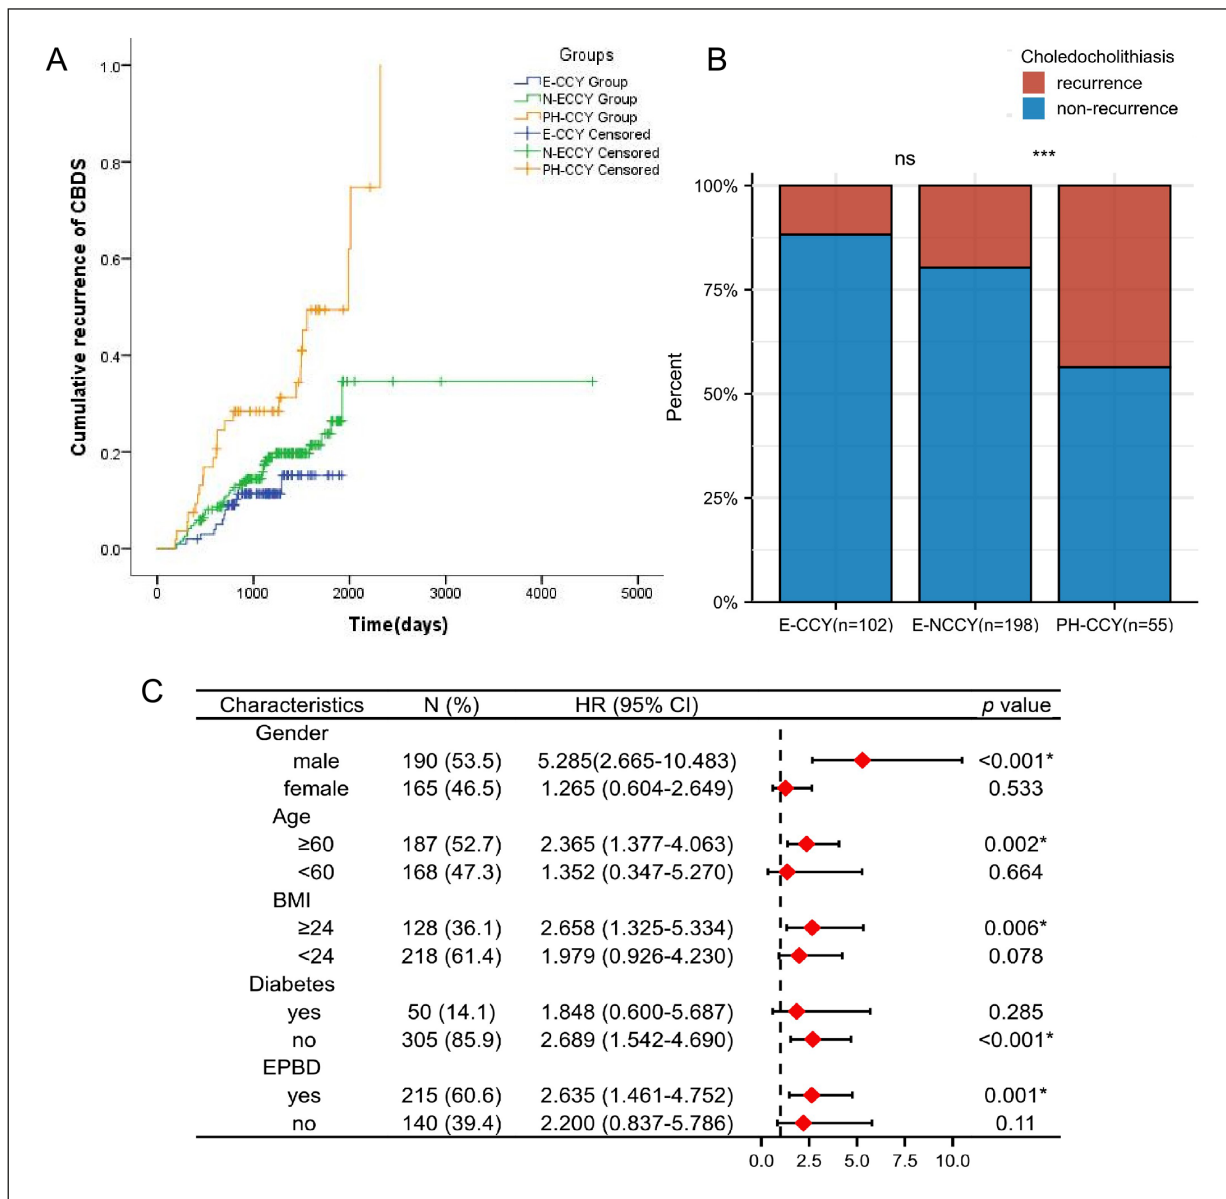 A
Groups
E-CCY Group
N-ECCY Group
PH-CCY Group
E-CCY Censored
N-ECCY Censored
PH-CCY Censored
1.0
0.8
0.6
0.4
0.2
0.0
Cumulative recurrence of CBDS
0 1000 2000 3000 4000 5000
Time(days)
B
Choledocholithiasis
recurrence
non-recurrence
ns ***
100%
75%
50%
25%
0%
Percent
E-CCY(n=102) E-NCCY(n=198) PH-CCY(n=55)
C
Characteristics N (%) HR (95% CI) p value
Gender
male 190 (53.5) 5.285(2.665-10.483) <0.001*
female 165 (46.5) 1.265 (0.604-2.649) 0.533
Age
≥60 187 (52.7) 2.365 (1.377-4.063) 0.002*
<60 168 (47.3) 1.352 (0.347-5.270) 0.664
BMI
≥24 128 (36.1) 2.658 (1.325-5.334) 0.006*
<24 218 (61.4) 1.979 (0.926-4.230) 0.078
Diabetes
yes 50 (14.1) 1.848 (0.600-5.687) 0.285
no 305 (85.9) 2.689 (1.542-4.690) <0.001*
EPBD
yes 215 (60.6) 2.635 (1.461-4.752) 0.001*
no 140 (39.4) 2.200 (0.837-5.786) 0.11
0.0 2.5 5.0 7.5 10.0